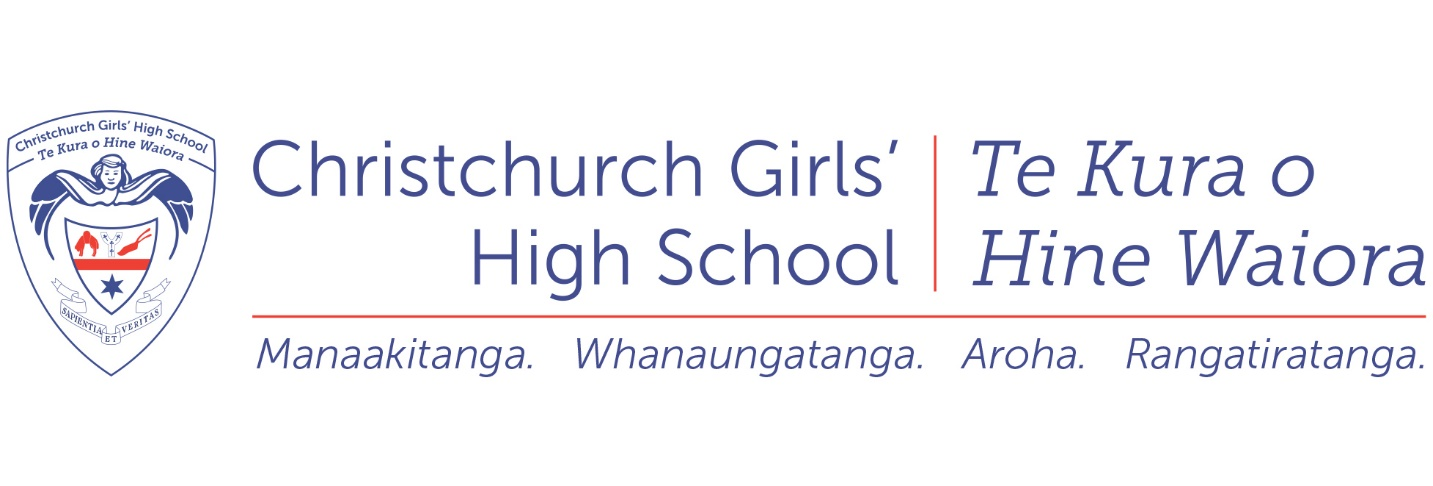 Christchurch Girls' High School
Te Kura o Hine Waiora
SAPIENTIA
ET
VERITAS
Christchurch Girls’
High School
Te Kura o
Hine Waiora
Manaakitanga. Whanaungatanga. Aroha. Rangatiratanga.